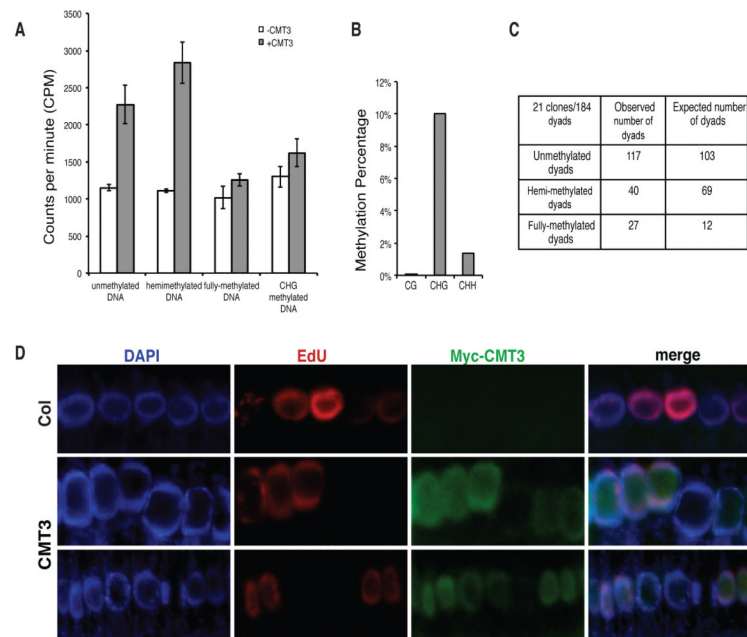 A
Counts per minute (CPM)
3500
3000
2500
2000
1500
1000
500
0
-CMT3
+CMT3
unmethylated
DNA
hemimethylated
DNA
fully-methylated
DNA
CHG
methylated
DNA
B
Methylation Percentage
12%
10%
8%
6%
4%
2%
0%
CG
CHG
CHH
C
21 clones/184
dyads
Observed
number of
dyads
Expected number
of dyads
Unmethylated
dyads
117
103
Hemi-methylated
dyads
40
69
Fully-methylated
dyads
27
12
D
DAPI
EdU
Myc-CMT3
merge
Col
CMT3